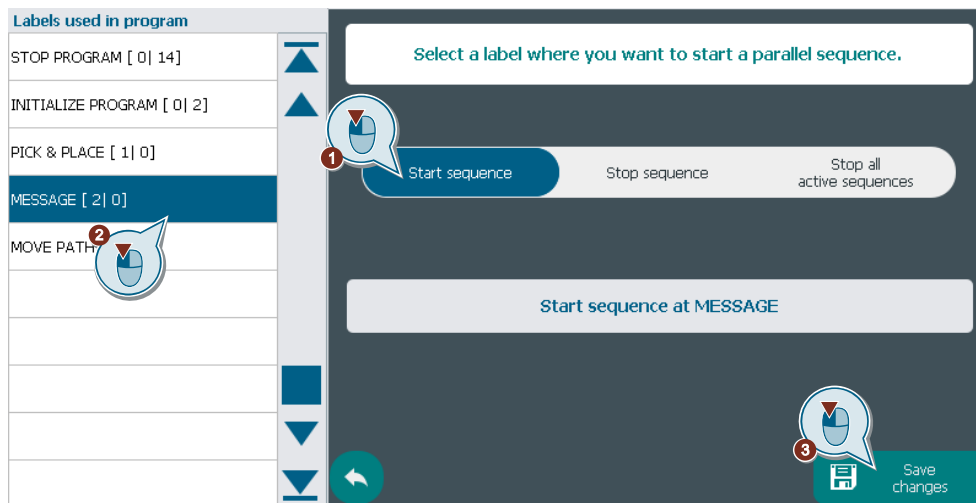 Labels used in program
STOP PROGRAM [ 0| 14]
INITIALIZE PROGRAM [ 0| 2]
PICK & PLACE [ 1| 0]
MESSAGE [ 2| 0]
MOVE PATH
2
Select a label where you want to start a parallel sequence.
1
Start sequence
Stop sequence
Stop all
active sequences
Start sequence at MESSAGE
3
Save
changes